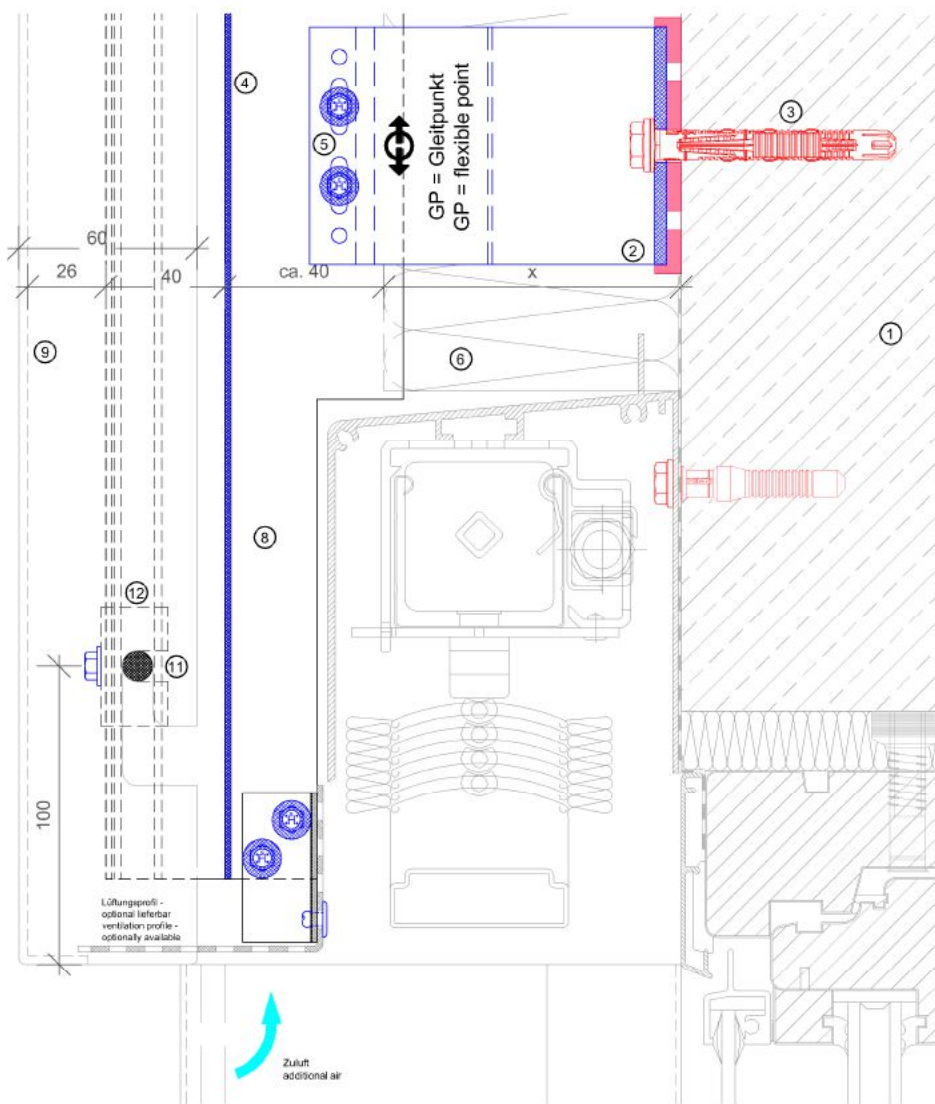 4
3
5
GP = Gleitpunkt
GP = flexible point
2
60
26
40
ca. 40
x
1
9
6
8
12
11
100
Lüftungsprofil -
optional lieferbar
ventilation profile -
optionally available
Zuluft
additional air